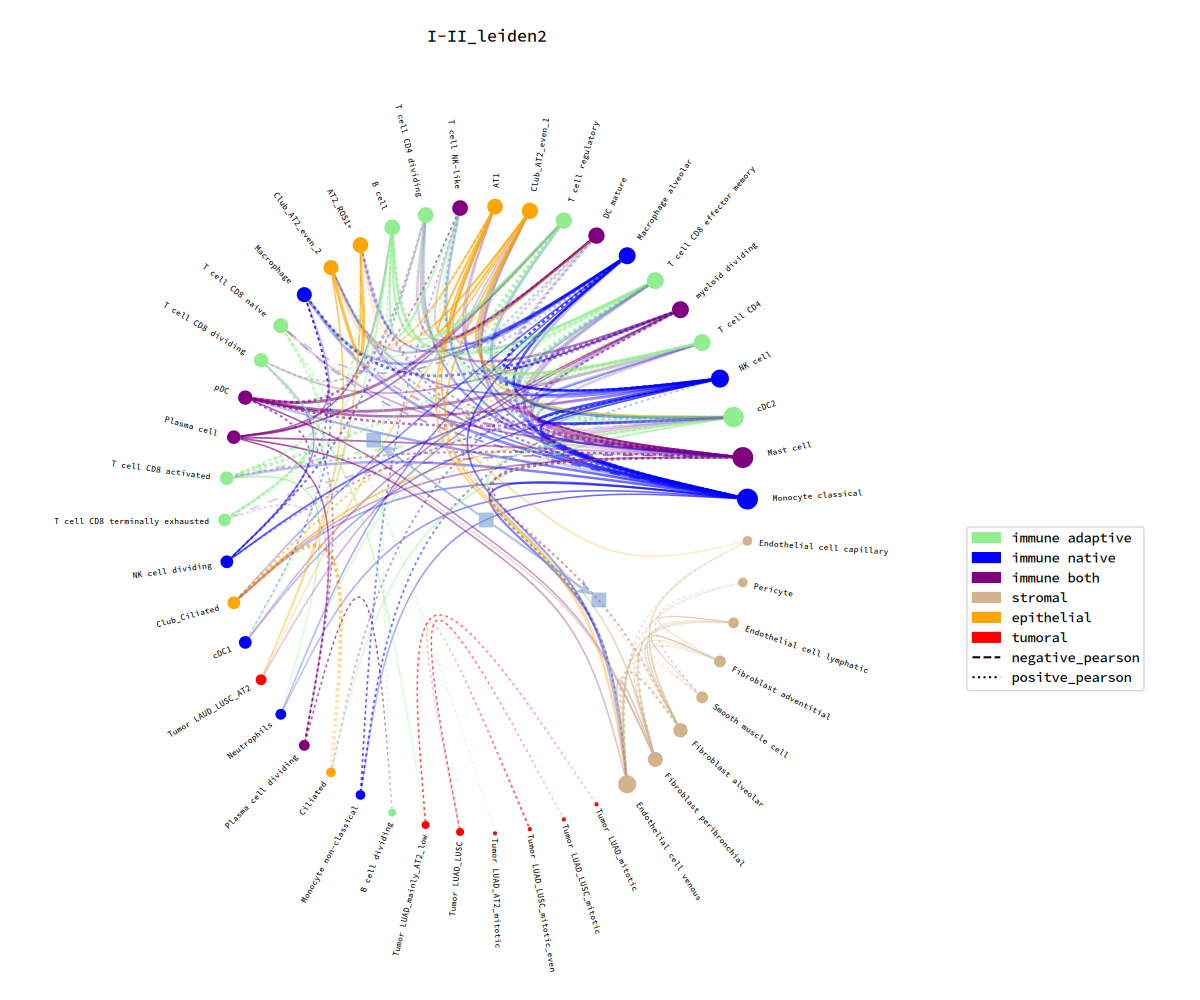 I-II_leiden2
T cell CD4 dividing
T cell NK-like
AT1
Club_AT2_even_1
T cell regulatory
DC mature
Macrophage alveolar
T cell CD8 effector memory
myeloid dividing
T cell CD4
NK cell
cDC2
Mast cell
Monocyte classical
Endothelial cell capillary
Pericyte
Endothelial cell lymphatic
Fibroblast adventitial
Smooth muscle cell
Fibroblast alveolar
Fibroblast peribronchial
Endothelial cell venous
Tumor LUAD_mitotic
Tumor LUAD_LUSC_mitotic
Tumor LUAD_LUSC_mitotic_even
Tumor LUAD_AT2_mitotic
Tumor LUAD_LUSC
Tumor LUAD_mainly_AT2_low
B cell dividing
Monocyte non-classical
Ciliated
Plasma cell dividing
Neutrophils
Tumor LAUD_LUSC_AT2
cDC1
Club_Ciliated
NK cell dividing
T cell CD8 terminally exhausted
T cell CD8 activated
Plasma cell
pDC
T cell CD8 dividing
T cell CD8 naive
Macrophage
Club_AT2_even_2
AT2_ROS1+
B cell
immune adaptive
immune native
immune both
stromal
epithelial
tumoral
negative_pearson
positve_pearson